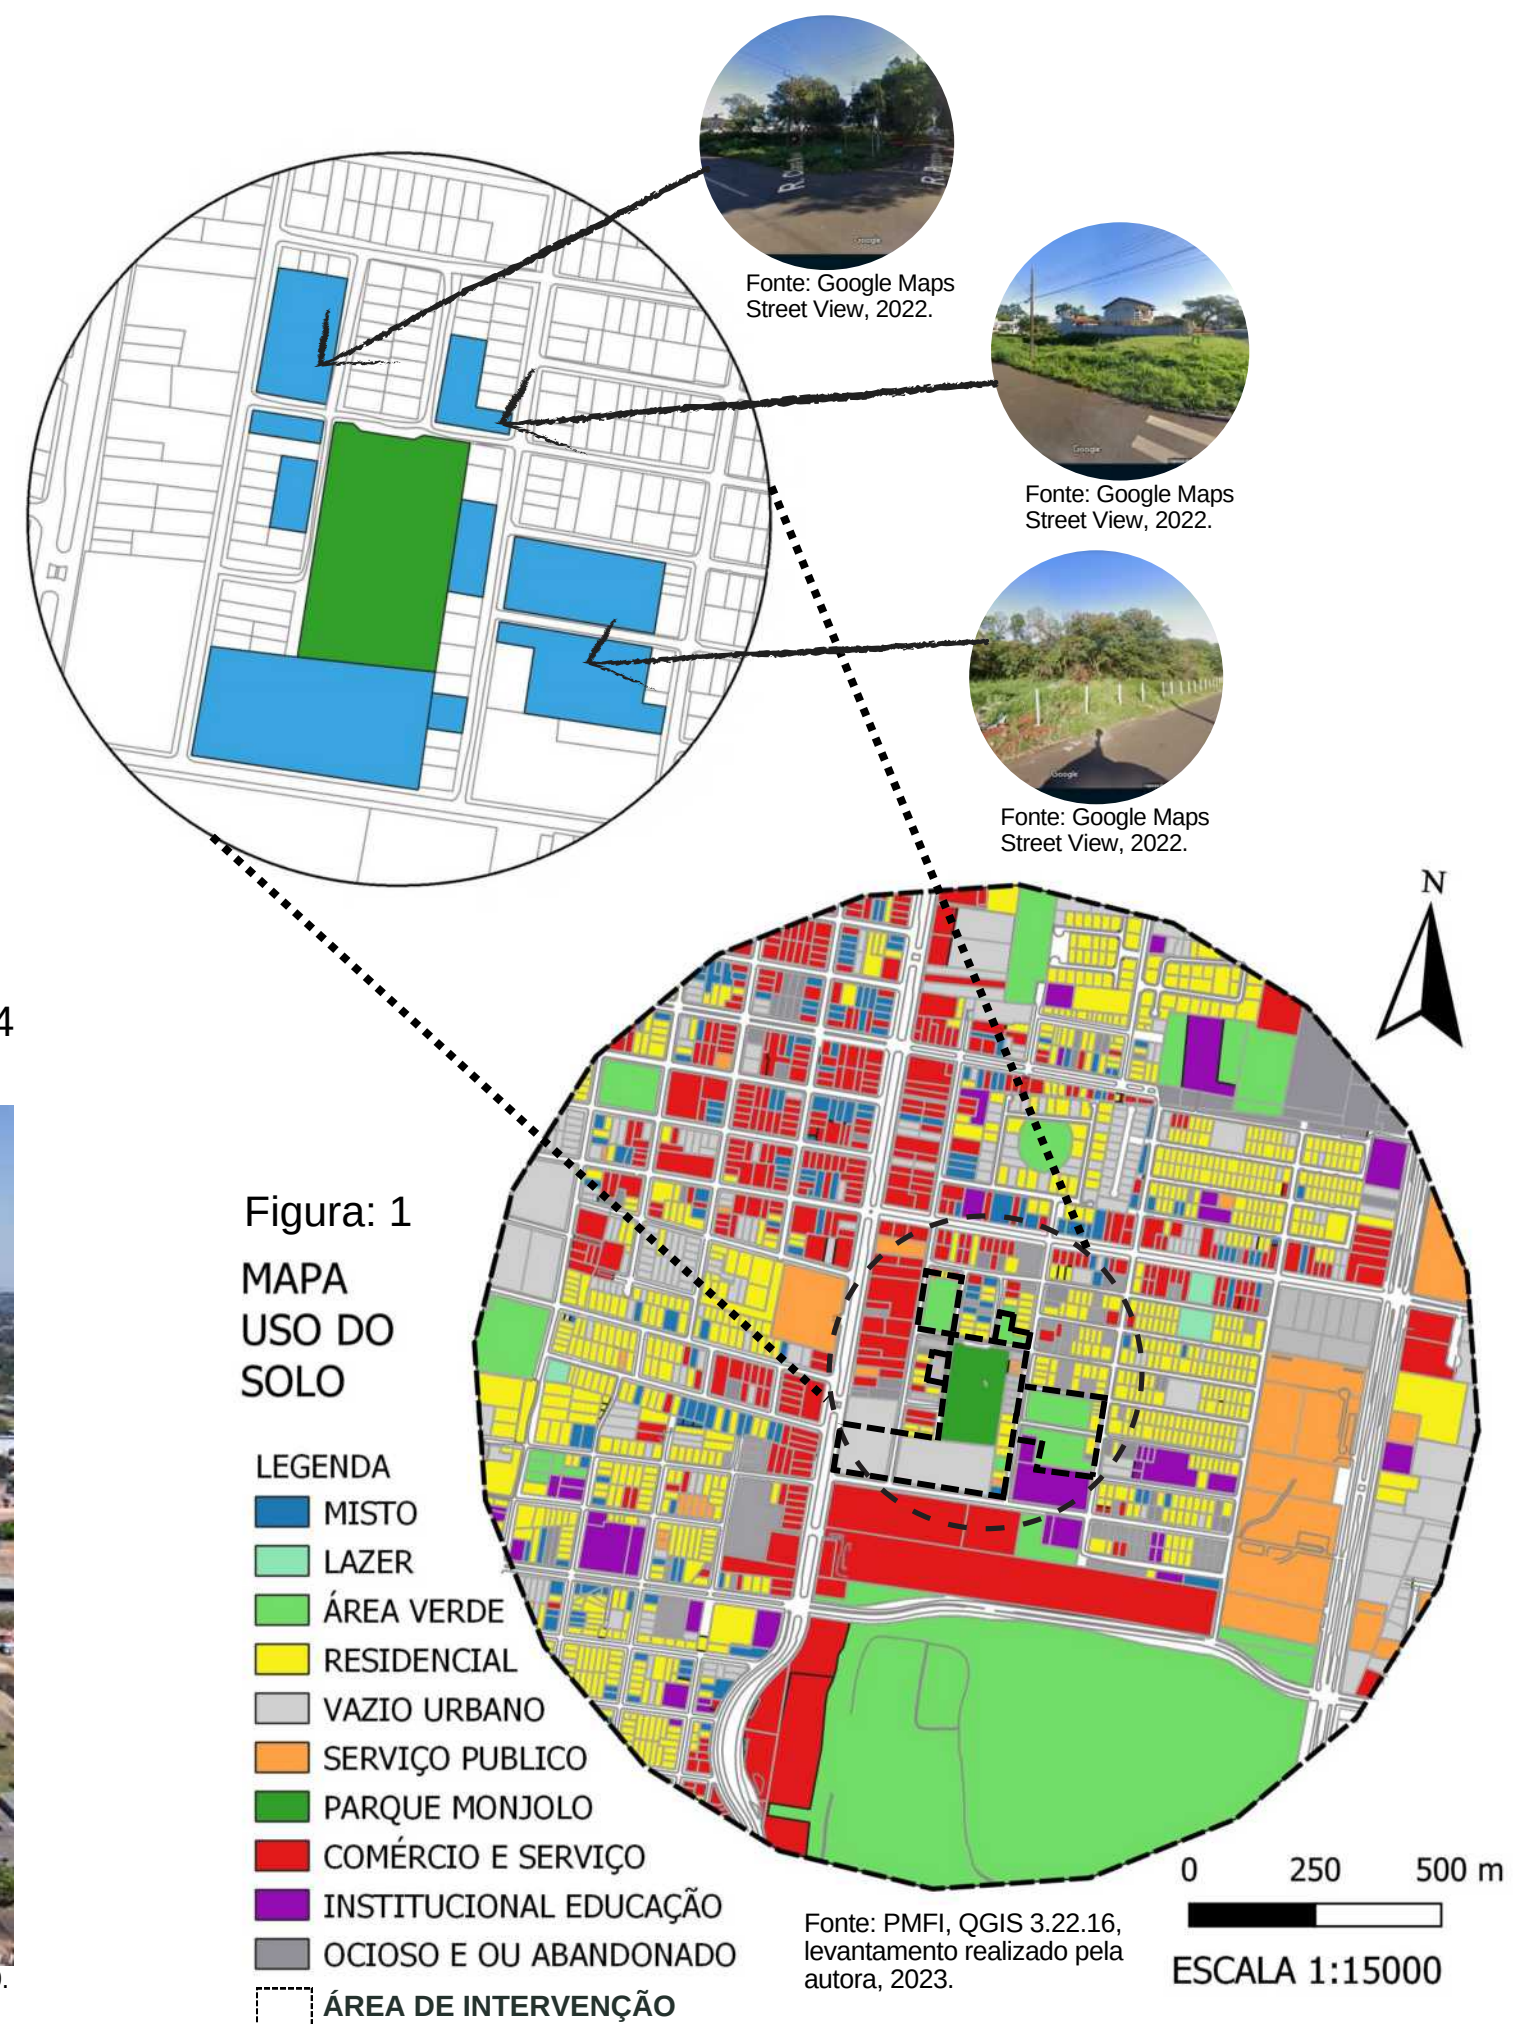 Google
Fonte: Google Maps
Street View, 2022.
Google
Fonte: Google Maps
Street View, 2022.
Google
Fonte: Google Maps
Street View, 2022.
N
4
Figura: 1
MAPA
USO DO
SOLO
LEGENDA
MISTO
LAZER
ÁREA VERDE
RESIDENCIAL
VAZIO URBANO
SERVIÇO PUBLICO
PARQUE MONJOLO
COMÉRCIO E SERVIÇO
INSTITUCIONAL EDUCAÇÃO
OCIOSO E OU ABANDONADO
ÁREA DE INTERVENÇÃO
Fonte: PMFI, QGIS 3.22.16,
levantamento realizado pela
autora, 2023.
0 250 500 m
ESCALA 1:15000